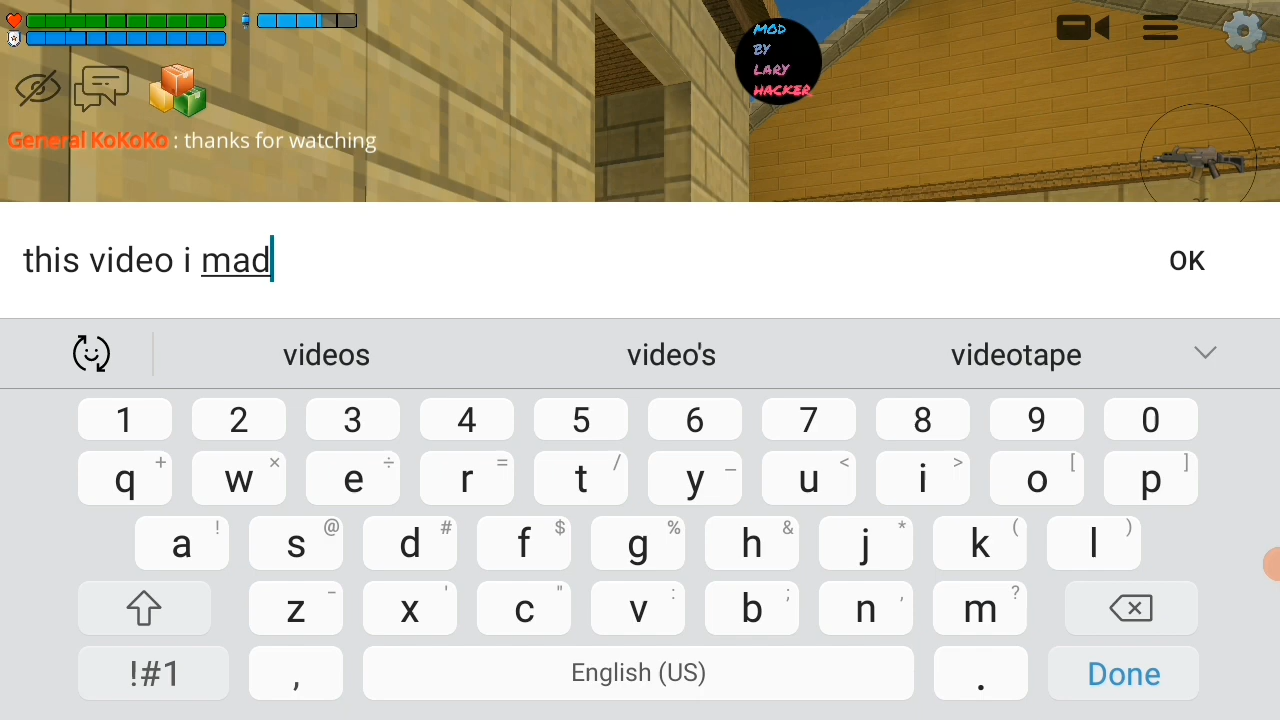 MOD
BY
LARY
HACKER
General KoKoKo : thanks for watching
this video i mad
OK
videos video's videotape
1 2 3 4 5 6 7 8 9 0
q + w × e ÷ r = t / y _ u < i > o [ p ]
a ! s @ d # f $ g % h & j * k ( l )
z - x ' c " v : b ; n , m ?
!#1 , English (US) . Done